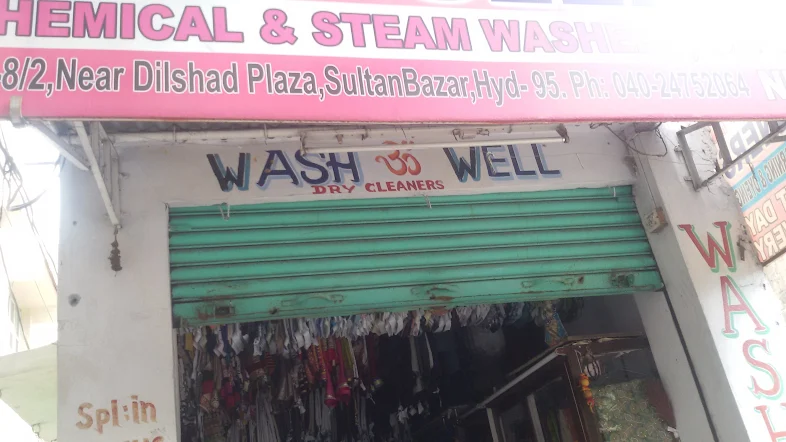 HEMICAL & STEAM WASHE
-8/2,Near Dilshad Plaza,SultanBazar,Hyd- 95. Ph: 040-24752064
WASH ॐ WELL
DRY CLEANERS
WASH
Spl:in